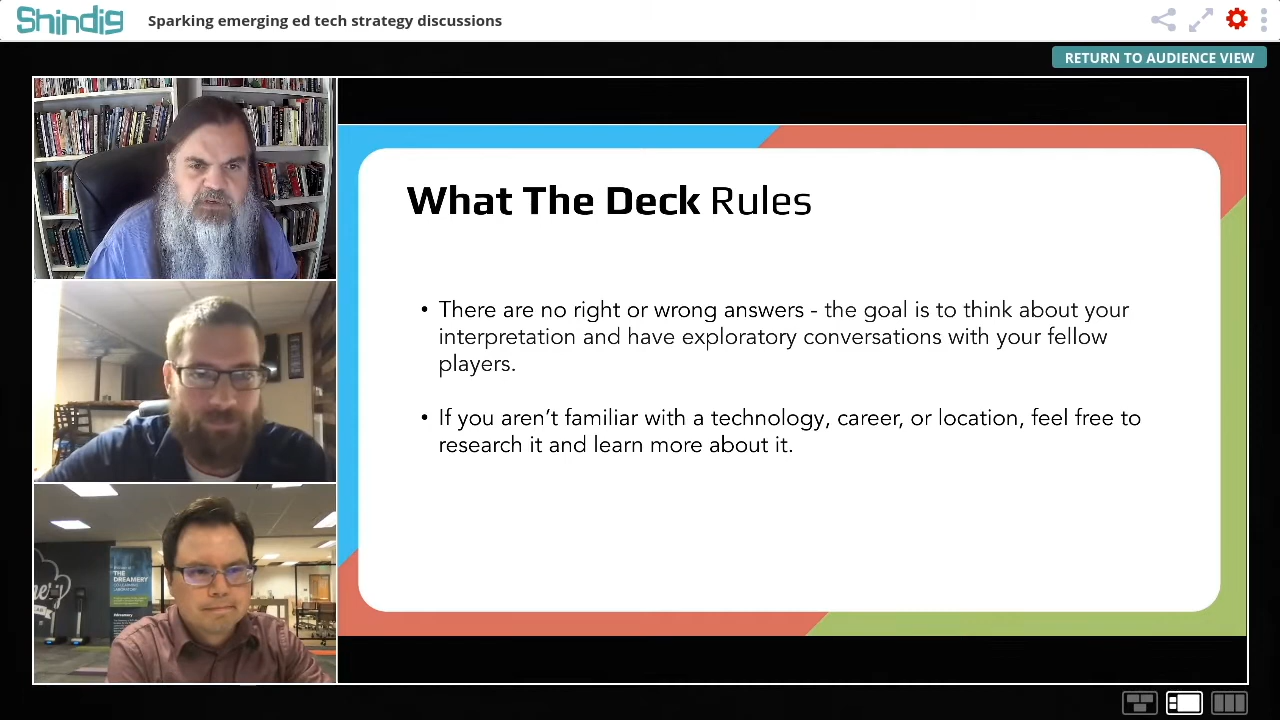 Shindig
Sparking emerging ed tech strategy discussions
RETURN TO AUDIENCE VIEW
What The Deck Rules
• There are no right or wrong answers - the goal is to think about your
interpretation and have exploratory conversations with your fellow
players.
• If you aren’t familiar with a technology, career, or location, feel free to
research it and learn more about it.
THE
DREAMERY